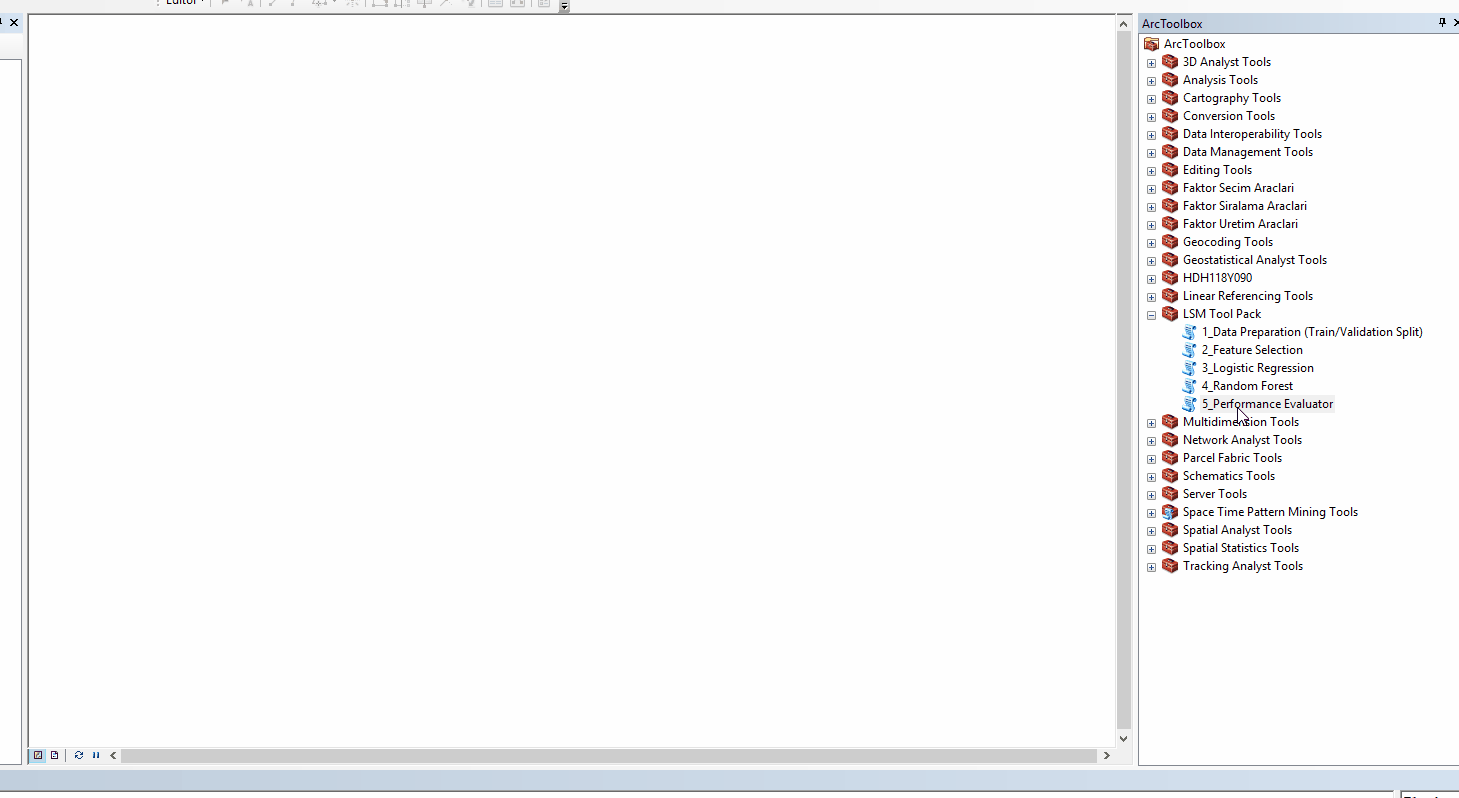 Editor
ArcToolbox
ArcToolbox
3D Analyst Tools
Analysis Tools
Cartography Tools
Conversion Tools
Data Interoperability Tools
Data Management Tools
Editing Tools
Faktor Secim Araclari
Faktor Siralama Araclari
Faktor Uretim Araclari
Geocoding Tools
Geostatistical Analyst Tools
HDH118Y090
Linear Referencing Tools
LSM Tool Pack
1_Data Preparation (Train/Validation Split)
2_Feature Selection
3_Logistic Regression
4_Random Forest
5_Performance Evaluator
Multidimension Tools
Network Analyst Tools
Parcel Fabric Tools
Schematics Tools
Server Tools
Space Time Pattern Mining Tools
Spatial Analyst Tools
Spatial Statistics Tools
Tracking Analyst Tools